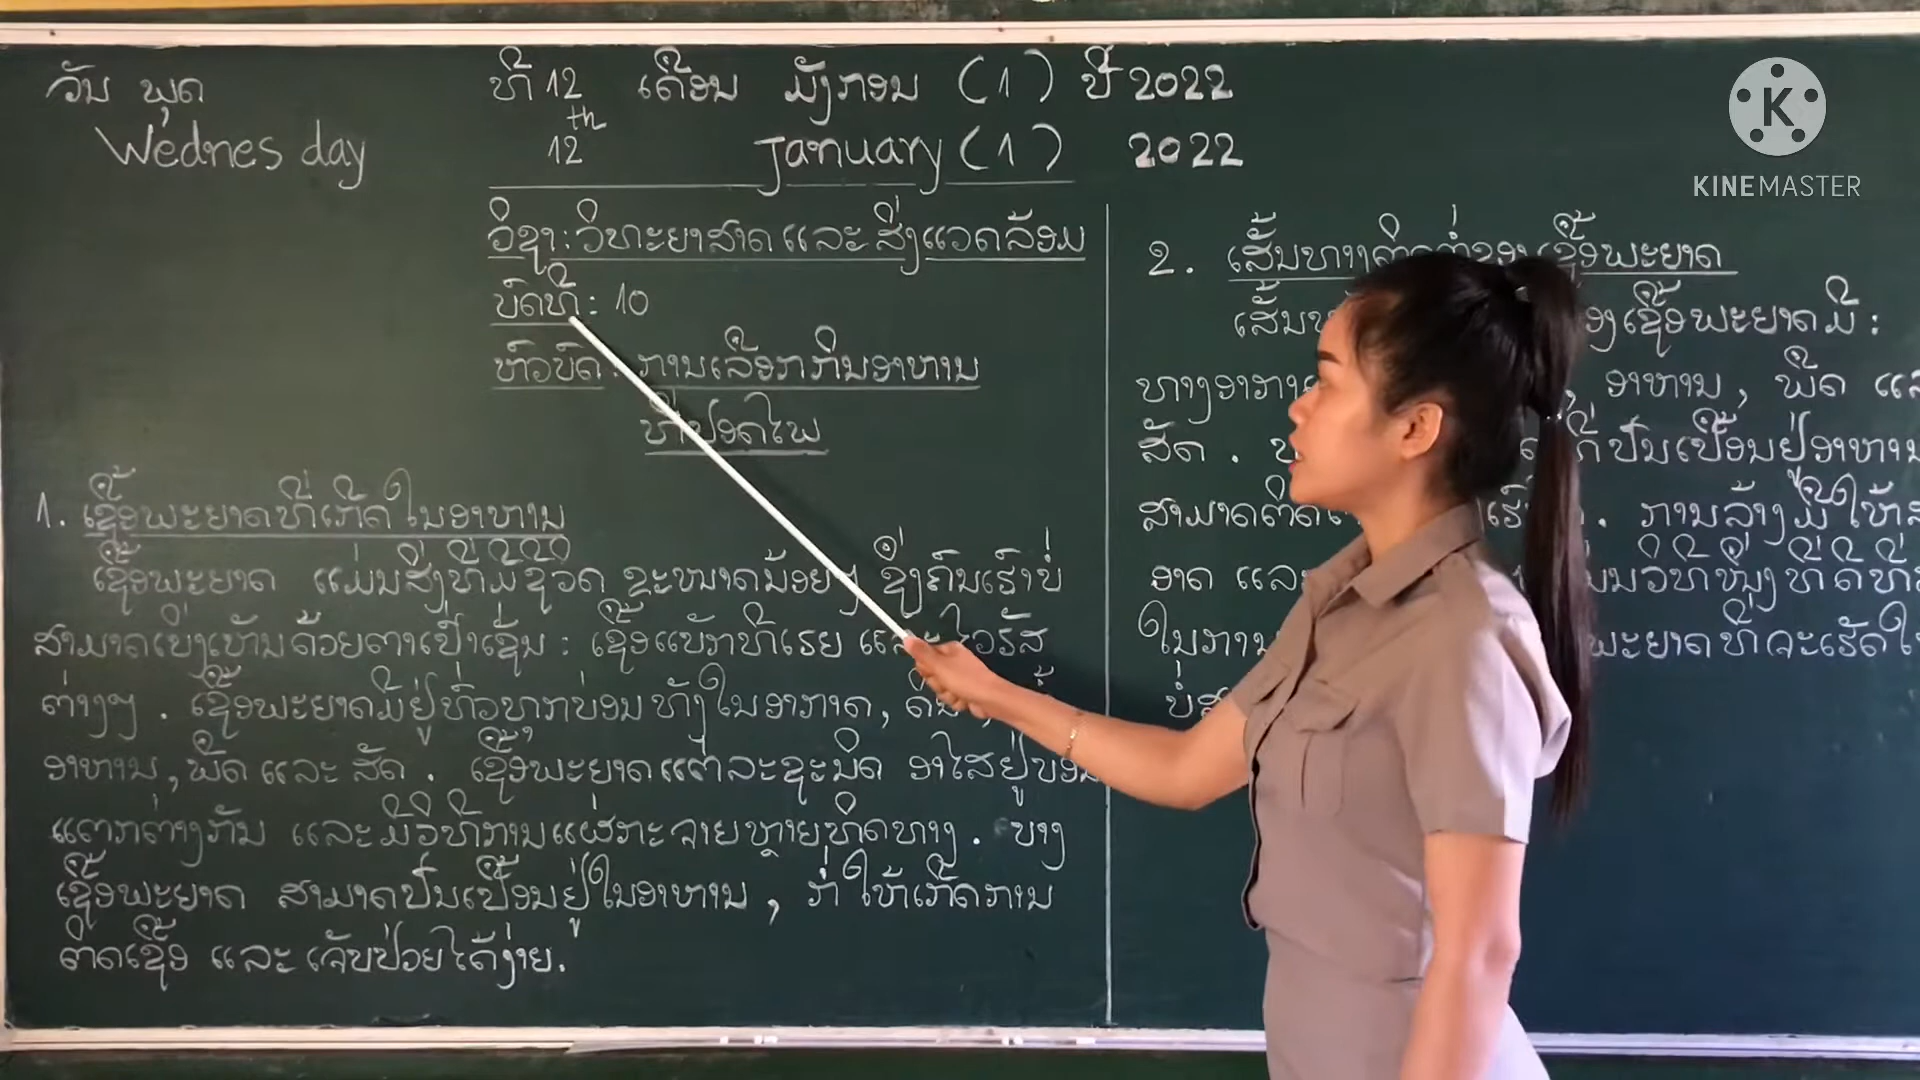 ວັນ ພຸດ ທີ 12 ເດືອນ ມັງກອນ (1) ປີ 2022
Wednes day 12th January (1) 2022
ວິຊາ: ວິທະຍາສາດ ແລະ ສິ່ງແວດລ້ອມ
ບົດທີ: 10
ຫົວບົດ: ການເລືອກກິນອາຫານ
ທີ່ປອດໄພ
1. ເຊື້ອພະຍາດທີ່ເກີດໃນອາຫານ
ເຊື້ອພະຍາດ ແມ່ນສິ່ງທີ່ມີຊີວິດ ຂະໜາດນ້ອຍໆ ຊຶ່ງຄົນເຮົາບໍ່
ສາມາດເບິ່ງເຫັນດ້ວຍຕາເປົ່າເຊັ່ນ: ເຊື້ອແບັກທີເຣຍ ແລະ ໄວຣັສ
ຕ່າງໆ. ເຊື້ອພະຍາດມີຢູ່ທົ່ວທຸກບ່ອນ ທັງໃນອາກາດ,
ອາຫານ, ພືດ ແລະ ສັດ. ເຊື້ອພະຍາດແຕ່ລະຊະນິດ ອາໄສຢູ່ບ່ອນ
ແຕກຕ່າງກັນ ແລະ ມີວິທີການແຜ່ກະຈາຍຫຼາຍທິດທາງ. ບາງ
ເຊື້ອພະຍາດ ສາມາດປົນເປື້ອນຢູ່ໃນອາຫານ, ກໍ່ໃຫ້ເກີດການ
ຕິດເຊື້ອ ແລະ ເຈັບປ່ວຍໄດ້ງ່າຍ.
2. ເສັ້ນທາງ ເຊື້ອພະຍາດ
ເຊື້ອພະຍາດມີ:
ທາງອາກາດ, ອາຫານ, ພືດ
ສັດ. ທີ່ປົນເປື້ອນຢູ່ອາຫານ
ສາມາດຕິດ . ການລ້າງມືໃຫ້
ອາດ
ໃນການ ພະຍາດທີ່ຈະເຮັດ
K
KINEMASTER